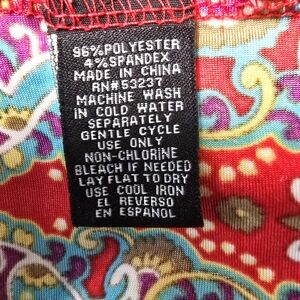 96%POLYESTER
4%SPANDEX
MADE IN CHINA
RN#53237
MACHINE WASH
IN COLD WATER
SEPARATELY
GENTLE CYCLE
USE ONLY
NON-CHLORINE
BLEACH IF NEEDED
LAY FLAT TO DRY
USE COOL IRON
EL REVERSO
EN ESPANOL